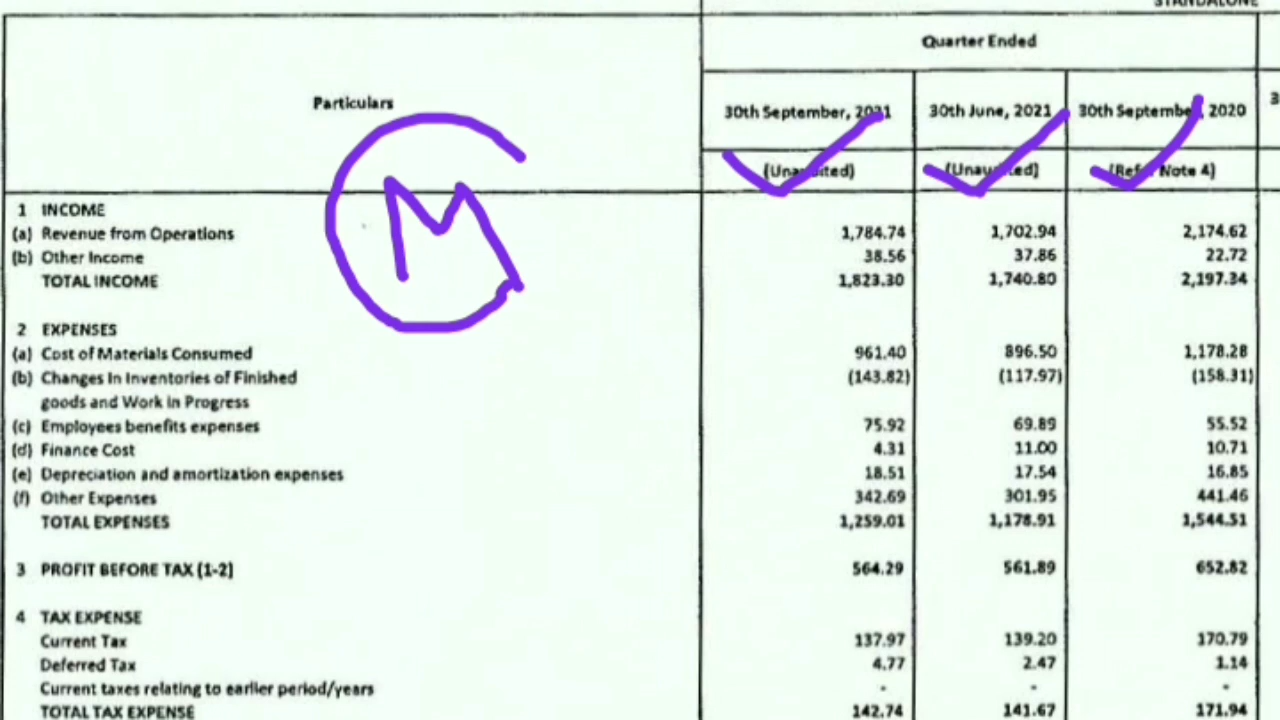 STANDALONE
Quarter Ended
Particulars
30th September, 2021 30th June, 2021 30th September, 2020
(Unaudited) (Unaudited) (Refer Note 4)
M
1 INCOME
(a) Revenue from Operations 1,784.74 1,702.94 2,174.62
(b) Other Income 38.56 37.86 22.72
TOTAL INCOME 1,823.30 1,740.80 2,197.34
2 EXPENSES
(a) Cost of Materials Consumed 961.40 896.50 1,178.28
(b) Changes in Inventories of Finished (143.82) (117.97) (158.31)
goods and Work in Progress
(c) Employees benefits expenses 75.92 69.89 55.52
(d) Finance Cost 4.31 11.00 10.71
(e) Depreciation and amortization expenses 18.51 17.54 16.85
(f) Other Expenses 342.69 301.95 441.46
TOTAL EXPENSES 1,259.01 1,178.91 1,544.51
3 PROFIT BEFORE TAX (1-2) 564.29 561.89 652.82
4 TAX EXPENSE
Current Tax 137.97 139.20 170.79
Deferred Tax 4.77 2.47 1.14
Current taxes relating to earlier period/years - - -
TOTAL TAX EXPENSE 142.74 141.67 171.94